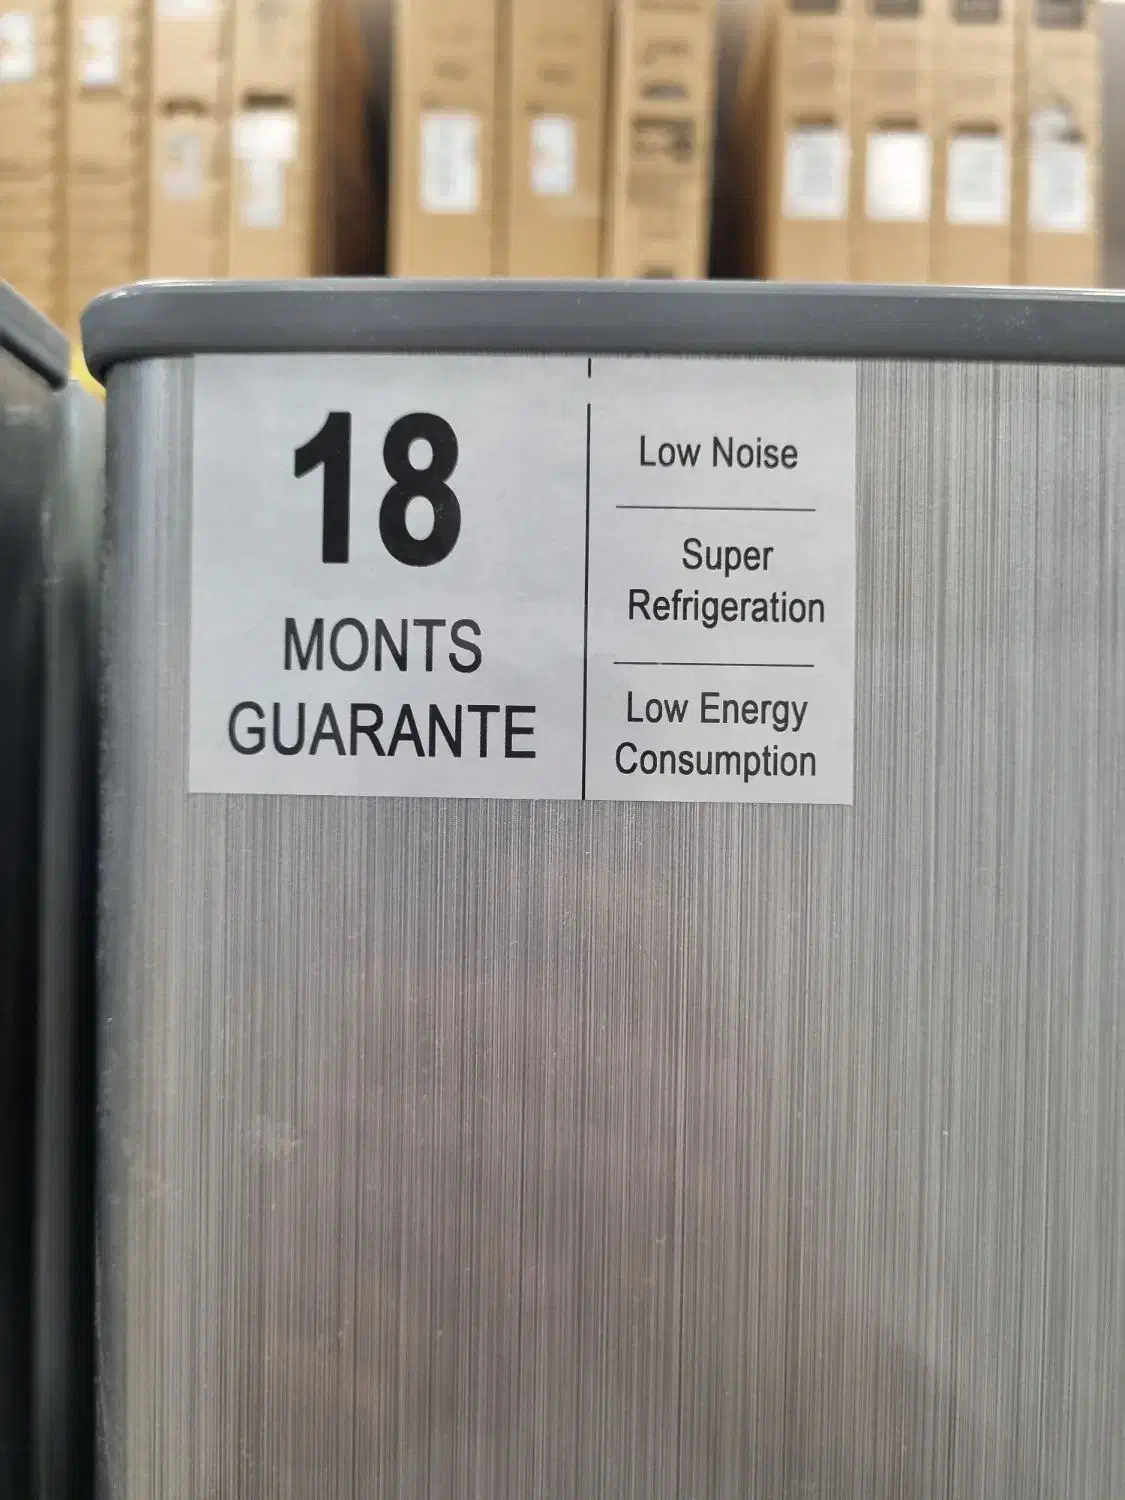 18
MONTS
GUARANTE
Low Noise
Super
Refrigeration
Low Energy
Consumption